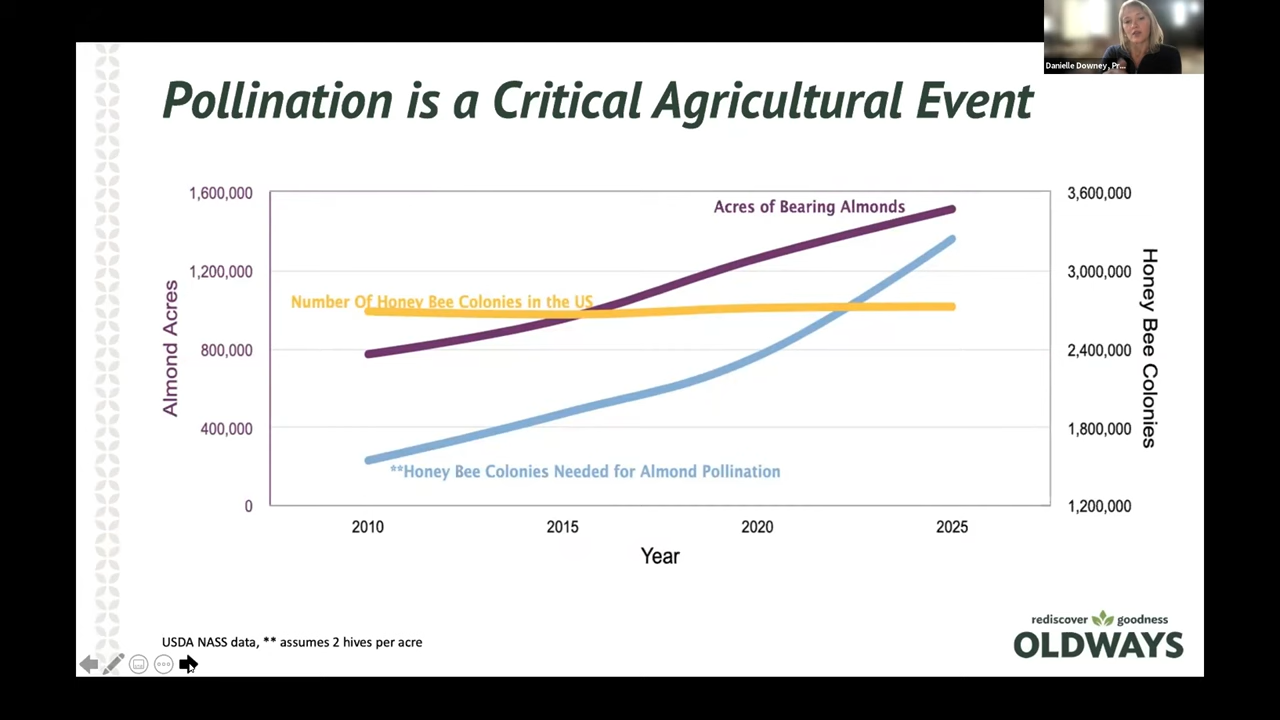 Danielle Downey, Pr...
Pollination is a Critical Agricultural Event
1,600,000
1,200,000
800,000
400,000
0
Almond Acres
Acres of Bearing Almonds
Number Of Honey Bee Colonies in the US
**Honey Bee Colonies Needed for Almond Pollination
3,600,000
3,000,000
2,400,000
1,800,000
1,200,000
Honey Bee Colonies
2010 2015 2020 2025
Year
USDA NASS data, ** assumes 2 hives per acre
rediscover goodness
OLDWAYS